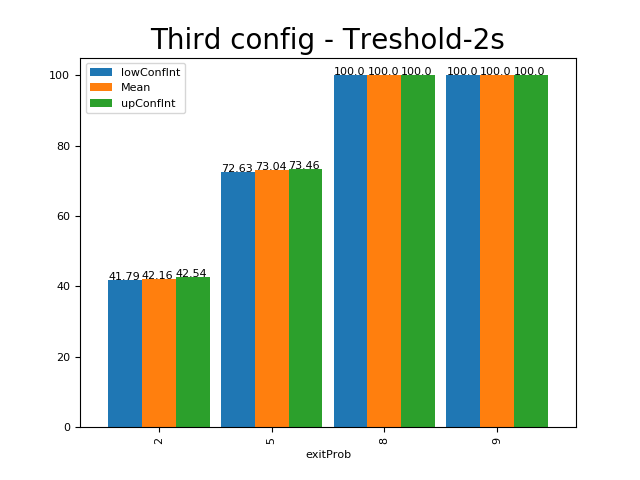 Third config - Treshold-2s
lowConfInt
Mean
upConfInt
100
80
60
40
20
0
41.79 42.16 42.54
72.63 73.04 73.46
100.0 100.0 100.0
100.0 100.0 100.0
2 5 8 9
exitProb